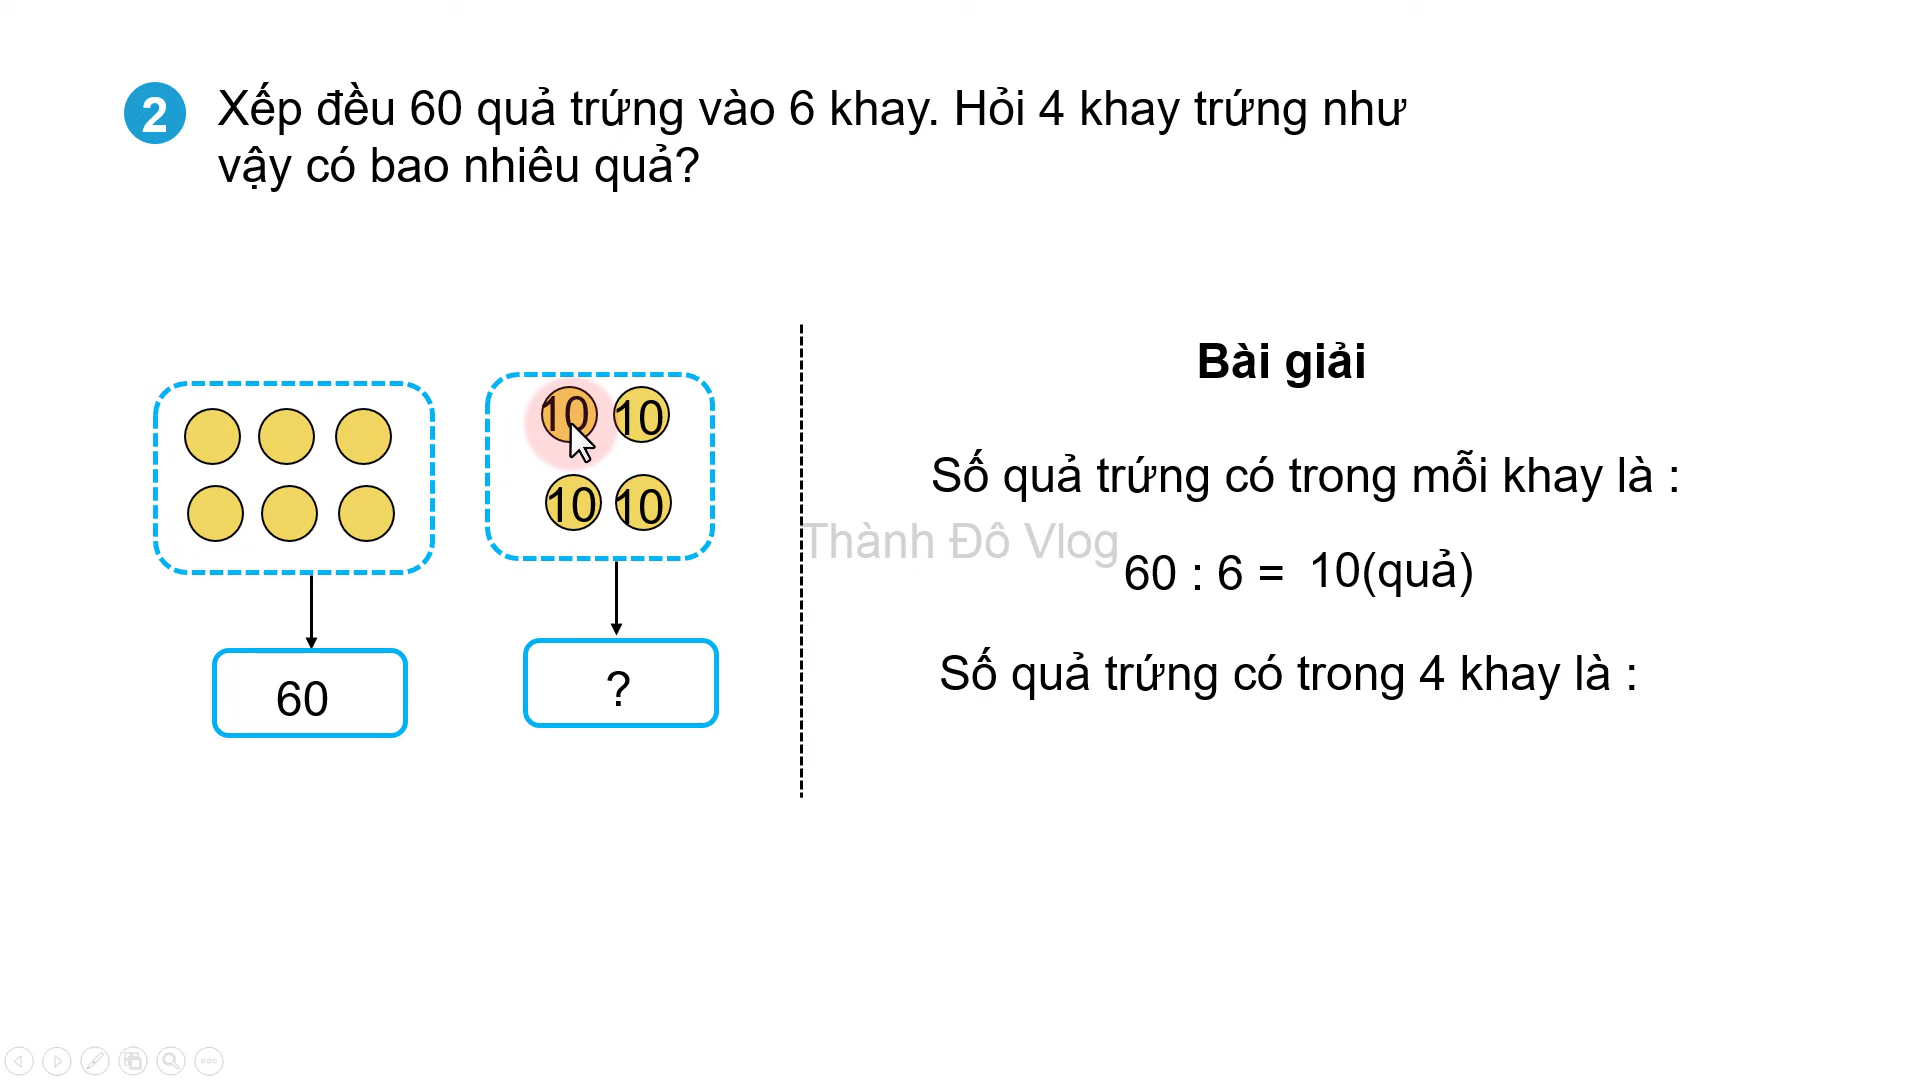 2 Xếp đều 60 quả trứng vào 6 khay. Hỏi 4 khay trứng như
vậy có bao nhiêu quả?
10 10
10 10
60
?
Bài giải
Số quả trứng có trong mỗi khay là :
Thành Đô Vlog
60 : 6 = 10(quả)
Số quả trứng có trong 4 khay là :